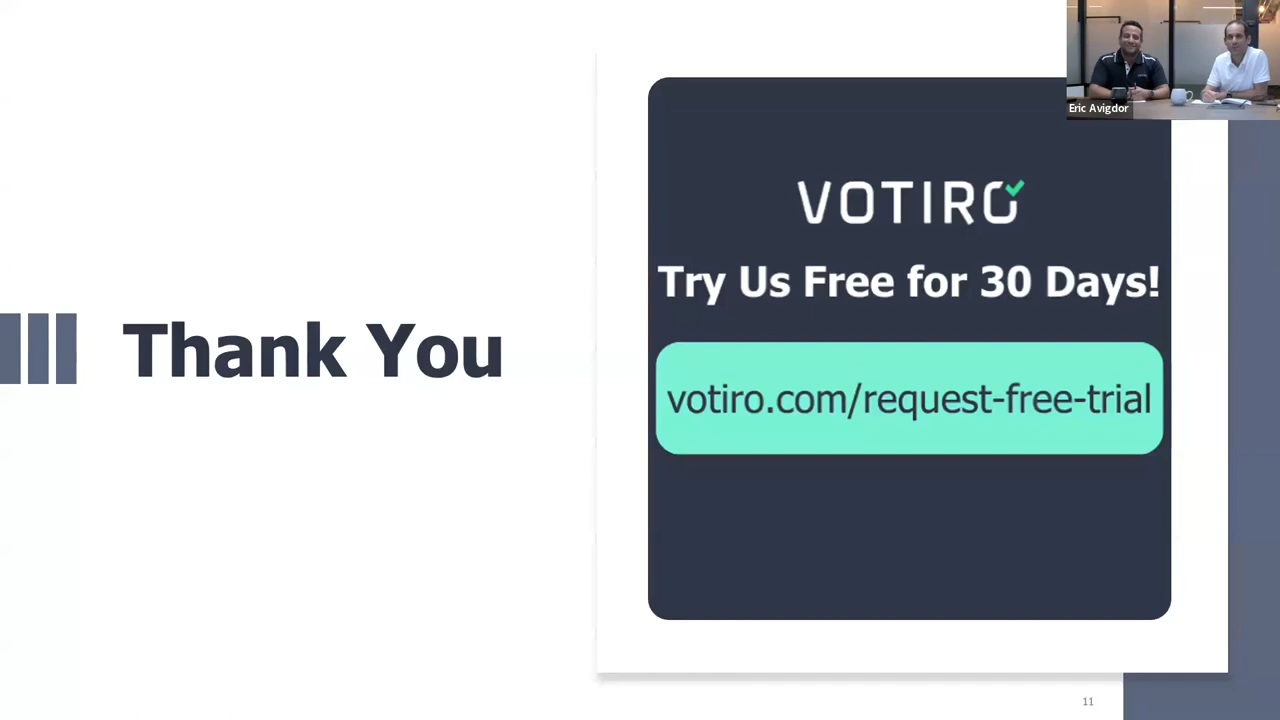 Eric Avigdor
VOTIRO
Try Us Free for 30 Days!
Thank You
votiro.com/request-free-trial
11